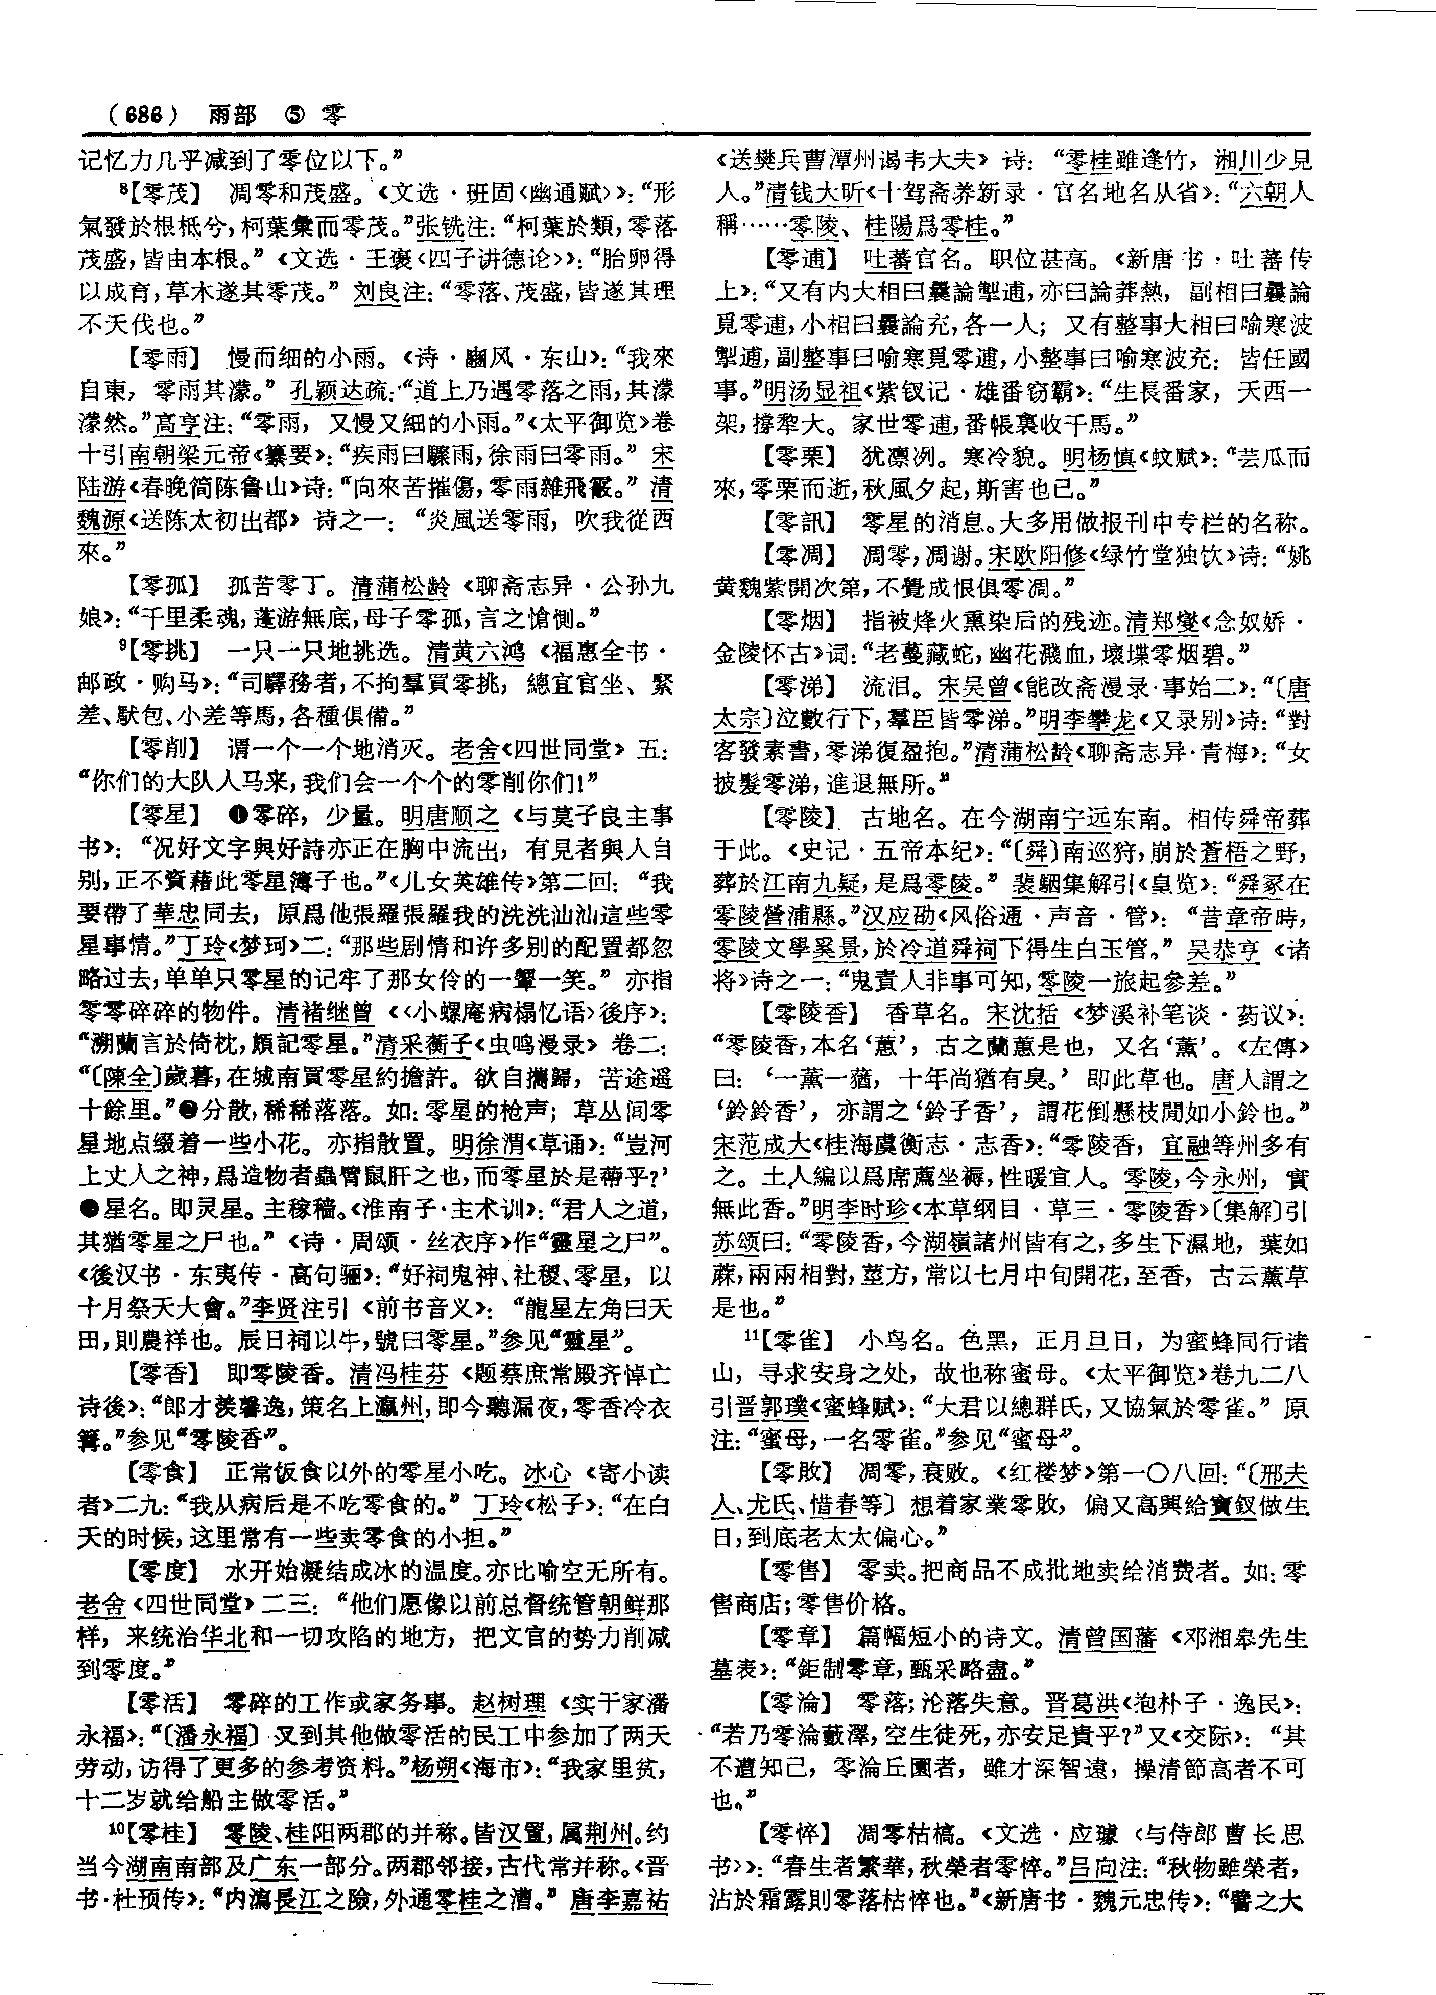 (686) 雨部 ⑤ 零
记忆力几乎减到了零位以下。”
⁸【零茂】 凋零和茂盛。《文选·班固〈幽通赋〉》：“形
氣發於根柢兮，柯葉彙而零茂。”张铣注：“柯葉於類，零落
茂盛，皆由本根。”《文选·王褒〈四子讲德论〉》：“胎卵得
以成育，草木遂其零茂。” 刘良注：“零落、茂盛，皆遂其理
不夭伐也。”
【零雨】 慢而细的小雨。《诗·豳风·东山》：“我來
自東，零雨其濛。” 孔颖达疏：“道上乃遇零落之雨，其濛
濛然。”高亨注：“零雨，又慢又細的小雨。”《太平御览》卷
十引南朝梁元帝《纂要》：“疾雨曰驟雨，徐雨曰零雨。” 宋
陆游《春晚简陈鲁山》诗：“向來苦摧傷，零雨雜飛霰。” 清
魏源《送陈太初出都》 诗之一：“炎風送零雨，吹我從西
來。”
【零孤】 孤苦零丁。清蒲松龄《聊斋志异·公孙九
娘》：“千里柔魂，蓬游無底，母子零孤，言之愴惻。”
⁹【零挑】 一只一只地挑选。清黄六鸿《福惠全书·
邮政·购马》：“司驛務者，不拘羣買零挑，總宜官坐、緊
差、馱包、小差等馬，各種俱備。”
【零削】 谓一个一个地消灭。老舍《四世同堂》五：
“你们的大队人马来，我们会一个个的零削你们！”
【零星】 ❶零碎，少量。明唐顺之《与莫子良主事
书》：“况好文字與好詩亦正在胸中流出，有見者與人自
别，正不資藉此零星簿子也。”《儿女英雄传》第二回：“我
要帶了華忠同去，原爲他張羅張羅我的洗洗汕汕這些零
星事情。”丁玲《梦珂》二：“那些剧情和许多别的配置都忽
略过去，单单只零星的记牢了那女伶的一颦一笑。” 亦指
零零碎碎的物件。清褚继曾《〈小螺庵病榻忆语〉後序》：
“溯蘭言於倚枕，頗記零星。”清采蘅子《虫鸣漫录》 卷二：
“〔陳全〕歲暮，在城南買零星約擔許。欲自攜歸，苦途遥
十餘里。”❷分散，稀稀落落。如：零星的枪声；草丛间零
星地点缀着一些小花。亦指散置。明徐渭《草诵》：“豈河
上丈人之神，爲造物者蟲臂鼠肝之也，而零星於是蓐乎？’
●星名。即灵星。主稼穑。《淮南子·主术训》：“君人之道，
其猶零星之尸也。”《诗·周颂·丝衣序》作“靈星之尸”。
《後汉书·东夷传·高句骊》：“好祠鬼神、社稷、零星，以
十月祭天大會。”李贤注引《前书音义》：“龍星左角曰天
田，則農祥也。辰日祠以牛，號曰零星。”参见“靈星”。
【零香】 即零陵香。清冯桂芬《题蔡庶常殿齐悼亡
诗後》：“郎才羨馨逸，策名上瀛州，即今聽漏夜，零香冷衣
篝。”参见“零陵香”。
【零食】 正常饭食以外的零星小吃。冰心《寄小读
者》二九：“我从病后是不吃零食的。” 丁玲《松子》：“在白
天的时候，这里常有一些卖零食的小担。”
【零度】 水开始凝结成冰的温度。亦比喻空无所有。
老舍《四世同堂》二三：“他们愿像以前总督统管朝鲜那
样，来统治华北和一切攻陷的地方，把文官的势力削减
到零度。”
【零活】 零碎的工作或家务事。赵树理《实干家潘
永福》：“〔潘永福〕又到其他做零活的民工中参加了两天
劳动，访得了更多的参考资料。”杨朔《海市》：“我家里贫，
十二岁就给船主做零活。”
¹⁰【零桂】 零陵、桂阳两郡的并称。皆汉置，属荆州。约
当今湖南南部及广东一部分。两郡邻接，古代常并称。《晋
书·杜预传》：“内瀉長江之險，外通零桂之漕。” 唐李嘉祐
《送樊兵曹潭州谒韦大夫》诗：“零桂雖逢竹，湘川少見
人。”清钱大昕《十驾斋养新录·官名地名从省》：“六朝人
稱……零陵、桂陽爲零桂。”
【零逋】 吐蕃官名。职位甚高。《新唐书·吐蕃传
上》：“又有内大相曰曩論掣逋，亦曰論莽熱，副相曰曩論
覓零逋，小相曰曩論充，各一人；又有整事大相曰喻寒波
掣逋，副整事曰喻寒覓零逋，小整事曰喻寒波充：皆任國
事。”明汤显祖《紫钗记·雄番窃霸》：“生長番家，天西一
架，撐犂大。家世零逋，番帳裏收千馬。”
【零栗】 犹凛冽。寒冷貌。明杨慎《蚊赋》：“芸瓜而
來，零栗而逝，秋風夕起，斯害也已。”
【零訊】 零星的消息。大多用做报刊中专栏的名称。
【零凋】 凋零，凋谢。宋欧阳修《绿竹堂独饮》诗：“姚
黄魏紫開次第，不覺成恨俱零凋。”
【零烟】 指被烽火熏染后的残迹。清郑燮《念奴娇·
金陵怀古》词：“老蔓藏蛇，幽花濺血，壞堞零烟碧。”
【零涕】 流泪。宋吴曾《能改斋漫录·事始二》：“〔唐
太宗〕泣數行下，羣臣皆零涕。”明李攀龙《又录别》诗：“對
客發素書，零涕復盈抱。”清蒲松龄《聊斋志异·青梅》：“女
披髮零涕，進退無所。”
【零陵】 古地名。在今湖南宁远东南。相传舜帝葬
于此。《史记·五帝本纪》：“〔舜〕南巡狩，崩於蒼梧之野，
葬於江南九疑，是爲零陵。” 裴駰集解引《皇览》：“舜冢在
零陵營浦縣。”汉应劭《风俗通·声音·管》：“昔章帝時，
零陵文學奚景，於冷道舜祠下得生白玉管。” 吴恭亨《诸
将》诗之一：“鬼責人非事可知，零陵一旅起參差。”
【零陵香】 香草名。宋沈括《梦溪补笔谈·药议》：
“零陵香，本名‘蕙’，古之蘭蕙是也，又名‘薰’。《左傳》
曰：‘一薰一蕕，十年尚猶有臭。’ 即此草也。唐人謂之
‘鈴鈴香’，亦謂之‘鈴子香’，謂花倒懸枝間如小鈴也。”
宋范成大《桂海虞衡志·志香》：“零陵香，宜融等州多有
之。土人編以爲席薦坐褥，性暖宜人。零陵，今永州，實
無此香。”明李时珍《本草纲目·草三·零陵香》〔集解〕引
苏颂曰：“零陵香，今湖嶺諸州皆有之，多生下濕地，葉如
蔴，兩兩相對，莖方，常以七月中旬開花，至香，古云薰草
是也。”
¹¹【零雀】 小鸟名。色黑，正月旦日，为蜜蜂同行诸
山，寻求安身之处，故也称蜜母。《太平御览》卷九二八
引晋郭璞《蜜蜂赋》：“大君以總群氏，又協氣於零雀。” 原
注：“蜜母，一名零雀。”参见“蜜母”。
【零敗】 凋零，衰败。《红楼梦》第一〇八回：“〔邢夫
人、尤氏、惜春等〕想着家業零敗，偏又高興給寶釵做生
日，到底老太太偏心。”
【零售】 零卖。把商品不成批地卖给消费者。如：零
售商店；零售价格。
【零章】 篇幅短小的诗文。清曾国藩《邓湘皋先生
墓表》：“鉅制零章，甄采略盡。”
【零淪】 零落；沦落失意。晋葛洪《抱朴子·逸民》：
“若乃零淪藪澤，空生徒死，亦安足貴乎？”又《交际》：“其
不遭知己，零淪丘園者，雖才深智遠，操清節高者不可
也。”
【零悴】 凋零枯槁。《文选·应璩〈与侍郎曹长思
书〉》：“春生者繁華，秋榮者零悴。”吕向注：“秋物雖榮者，
沾於霜露則零落枯悴也。”《新唐书·魏元忠传》：“譬之大